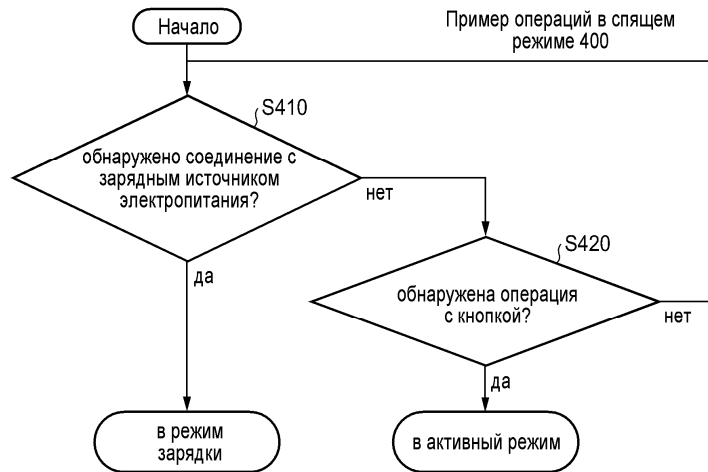 Начало
Пример операций в спящем
режиме 400
S410
обнаружено соединение с
зарядным источником
электропитания?
нет
да
S420
обнаружена операция
с кнопкой?
нет
да
в режим
зарядки
в активный режим